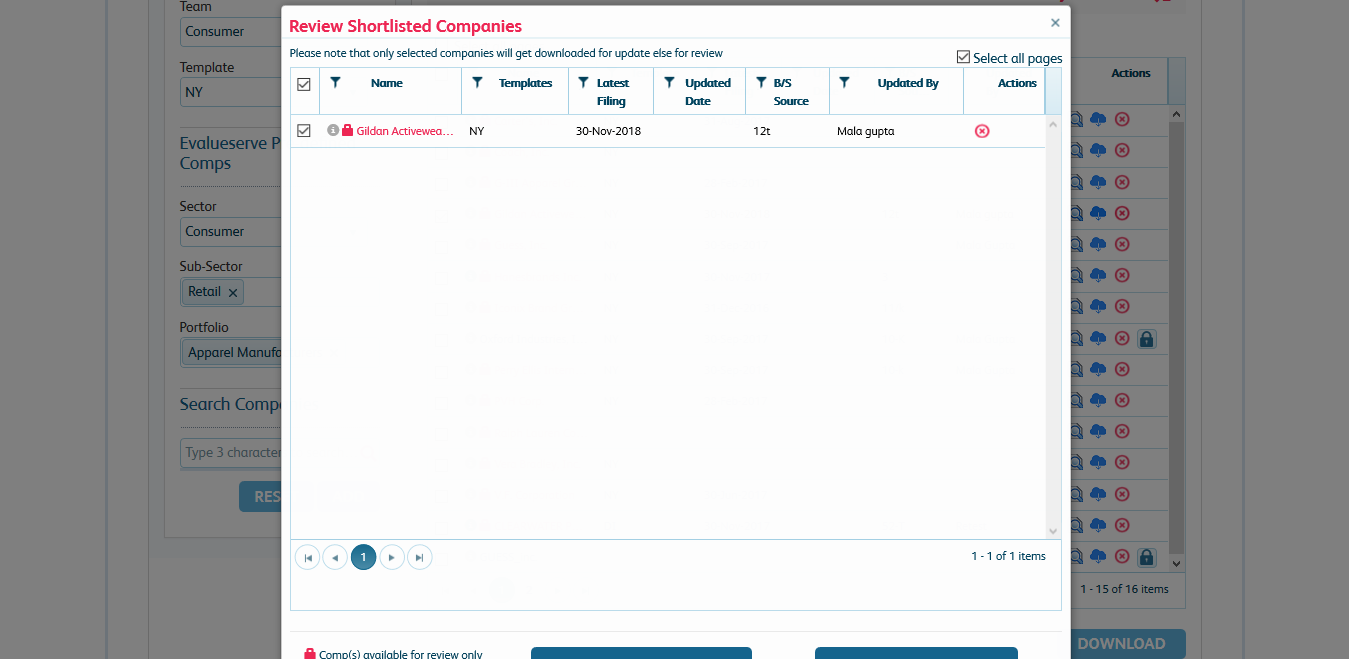 Team
Consumer
Template
NY
Evalueserve P
Comps
Sector
Consumer
Sub-Sector
Retail ×
Portfolio
Apparel Manufa
Search Comp
Type 3 character
RES
Review Shortlisted Companies ×
Please note that only selected companies will get downloaded for update else for review
Select all pages
Name Templates Latest Filing Updated Date B/S Source Updated By Actions
Gildan Activewea... NY 30-Nov-2018 12t Mala gupta
1
1 - 1 of 1 items
Comp(s) available for review only
Actions
1 - 15 of 16 items
DOWNLOAD